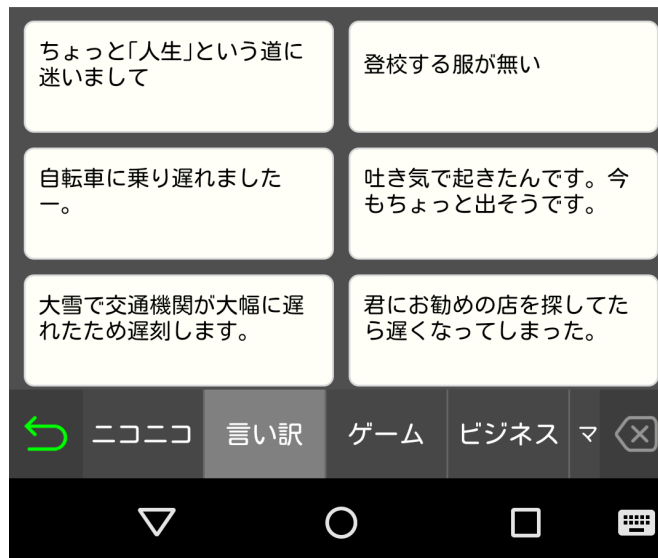 ちょっと「人生」という道に
迷いまして
登校する服が無い
自転車に乗り遅れました
ー。
吐き気で起きたんです。今
もちょっと出そうです。
大雪で交通機関が大幅に遅
れたため遅刻します。
君にお勧めの店を探してた
ら遅くなってしまった。
ニコニコ 言い訳 ゲーム ビジネス マ